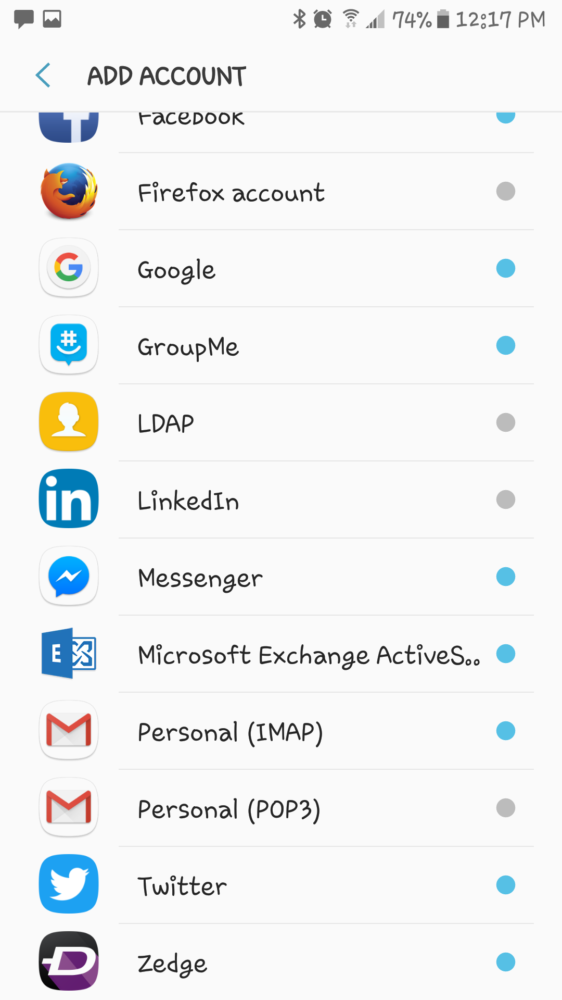 74% 12:17 PM
ADD ACCOUNT
Facebook
Firefox account
Google
GroupMe
LDAP
LinkedIn
Messenger
Microsoft Exchange ActiveS..
Personal (IMAP)
Personal (POP3)
Twitter
Zedge